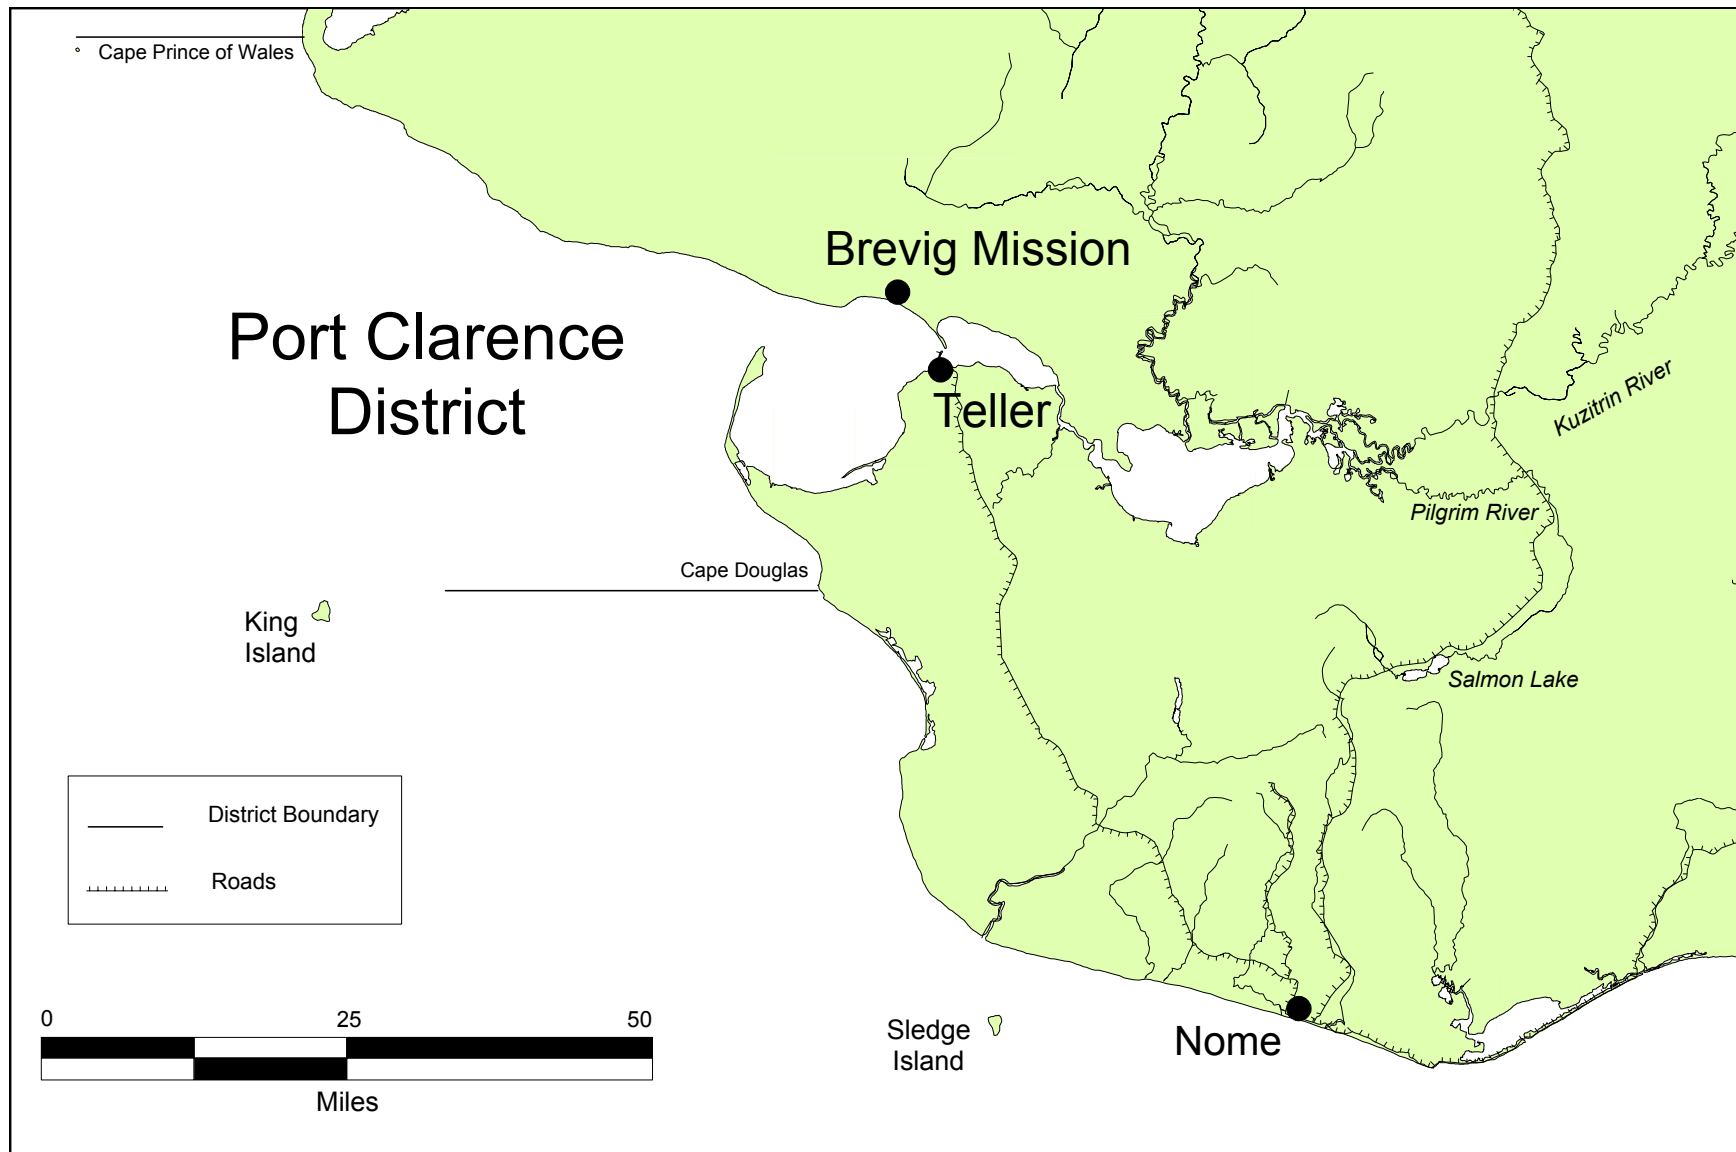 Cape Prince of Wales
Brevig Mission
Port Clarence
District
Teller
Kuzitrin River
Pilgrim River
Cape Douglas
King
Island
Salmon Lake
District Boundary
Roads
0 25 50
Miles
Sledge
Island
Nome